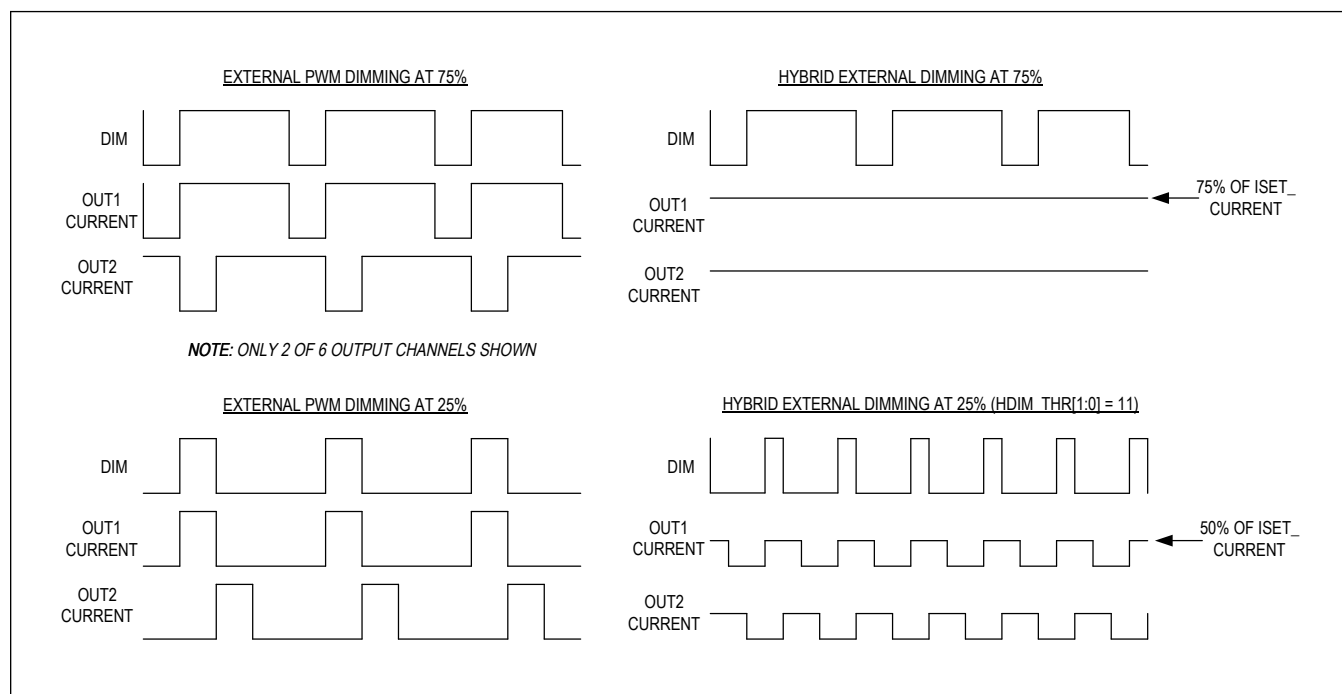 EXTERNAL PWM DIMMING AT 75%
DIM
OUT1
CURRENT
OUT2
CURRENT
NOTE: ONLY 2 OF 6 OUTPUT CHANNELS SHOWN
HYBRID EXTERNAL DIMMING AT 75%
DIM
OUT1
CURRENT
75% OF ISET_
CURRENT
OUT2
CURRENT
EXTERNAL PWM DIMMING AT 25%
DIM
OUT1
CURRENT
OUT2
CURRENT
HYBRID EXTERNAL DIMMING AT 25% (HDIM_THR[1:0] = 11)
DIM
OUT1
CURRENT
50% OF ISET_
CURRENT
OUT2
CURRENT